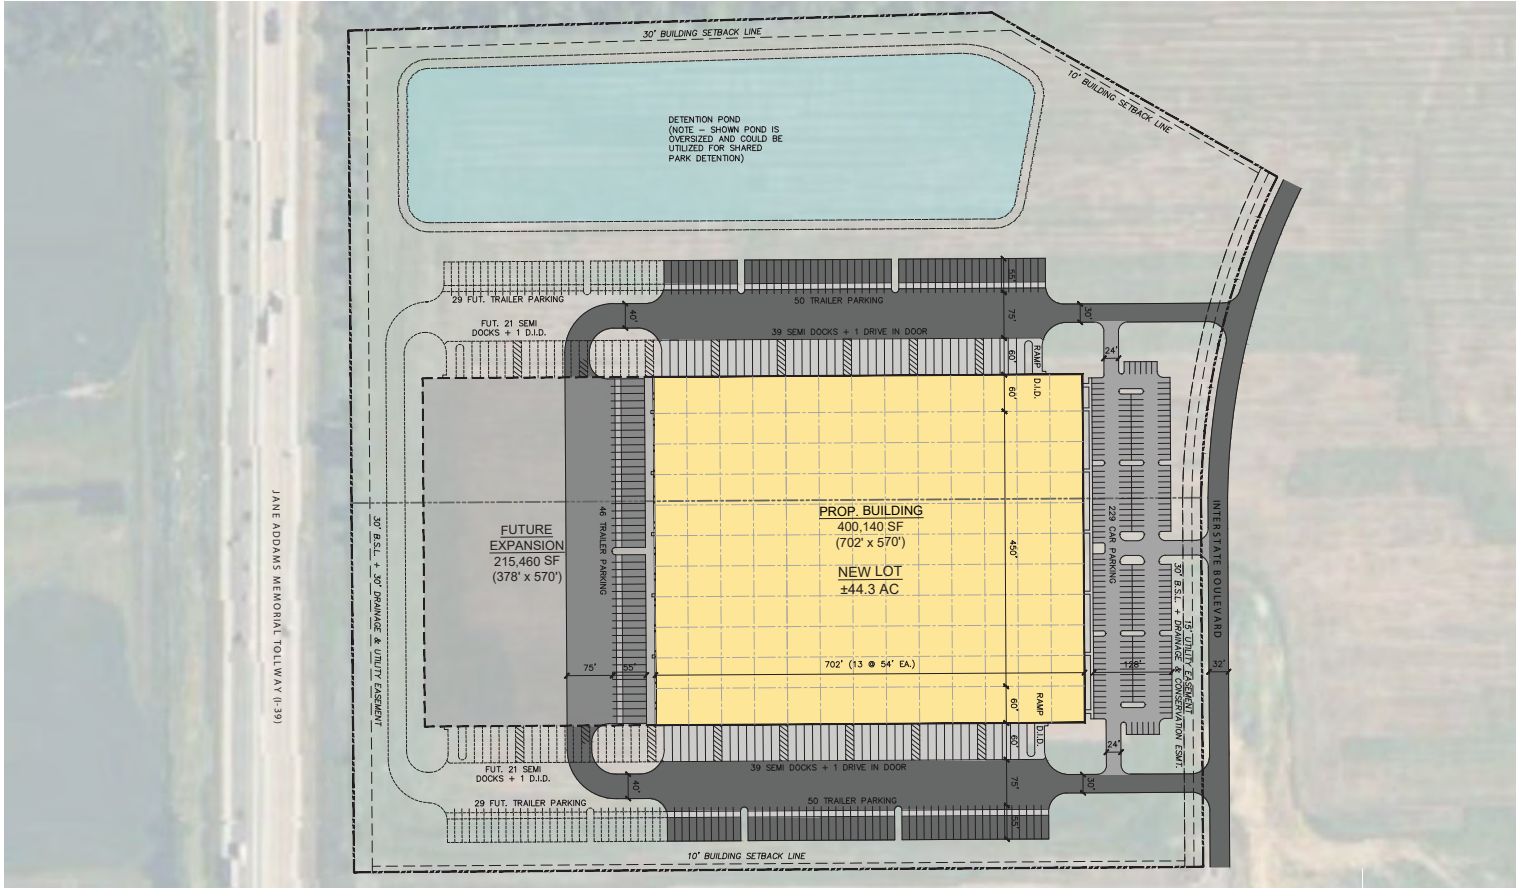 30' BUILDING SETBACK LINE
10' BUILDING SETBACK LINE
DETENTION POND
(NOTE – SHOWN POND IS
OVERSIZED AND COULD BE
UTILIZED FOR SHARED
PARK DETENTION)
29 FUT. TRAILER PARKING
50 TRAILER PARKING
55'
75'
30'
40'
FUT. 21 SEMI
DOCKS + 1 D.I.D.
39 SEMI DOCKS + 1 DRIVE IN DOOR
60'
RAMP
24'
60'
D.I.D.
JANE ADDAMS MEMORIAL TOLLWAY (I-39)
30' B.S.L. + 30' DRAINAGE & UTILITY EASEMENT
FUTURE
EXPANSION
215,460 SF
(378' x 570')
46 TRAILER PARKING
PROP. BUILDING
400,140 SF
(702' x 570')
NEW LOT
±44.3 AC
450'
229 CAR PARKING
INTERSTATE BOULEVARD
30' B.S.L. + DRAINAGE & CONSERVATION ESMT.
15' UTILITY EASEMENT
75'
55'
702' (13 @ 54' EA.)
128'
32'
60'
RAMP
60'
D.I.D.
24'
FUT. 21 SEMI
DOCKS + 1 D.I.D.
39 SEMI DOCKS + 1 DRIVE IN DOOR
40'
75'
30'
29 FUT. TRAILER PARKING
50 TRAILER PARKING
55'
10' BUILDING SETBACK LINE